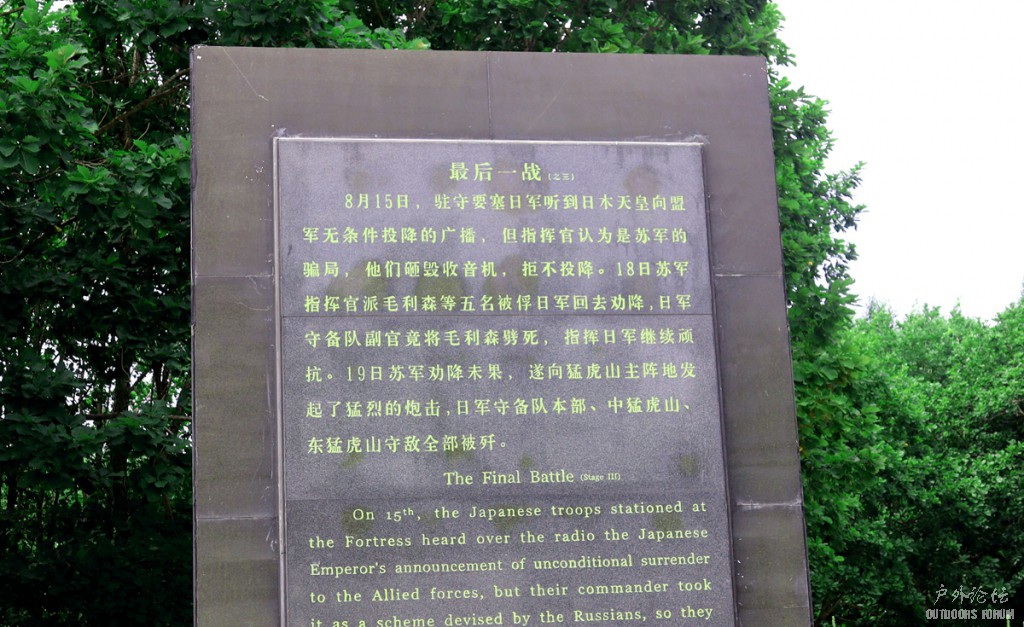 最后一战(之三)
8月15日，驻守要塞日军听到日本天皇向盟
军无条件投降的广播，但指挥官认为是苏军的
骗局，他们砸毁收音机，拒不投降。18日苏军
指挥官派毛利森等五名被俘日军回去劝降,日军
守备队副官竟将毛利森劈死，指挥日军继续顽
抗。19日苏军劝降未果，遂向猛虎山主阵地发
起了猛烈的炮击,日军守备队本部、中猛虎山、
东猛虎山守敌全部被歼。
The Final Battle (Stage III)
On 15th, the Japanese troops stationed at
the Fortress heard over the radio the Japanese
Emperor's announcement of unconditional surrender
to the Allied forces, but their commander took
it as a scheme devised by the Russians, so they
户外论坛
OUTDOORS FORUM